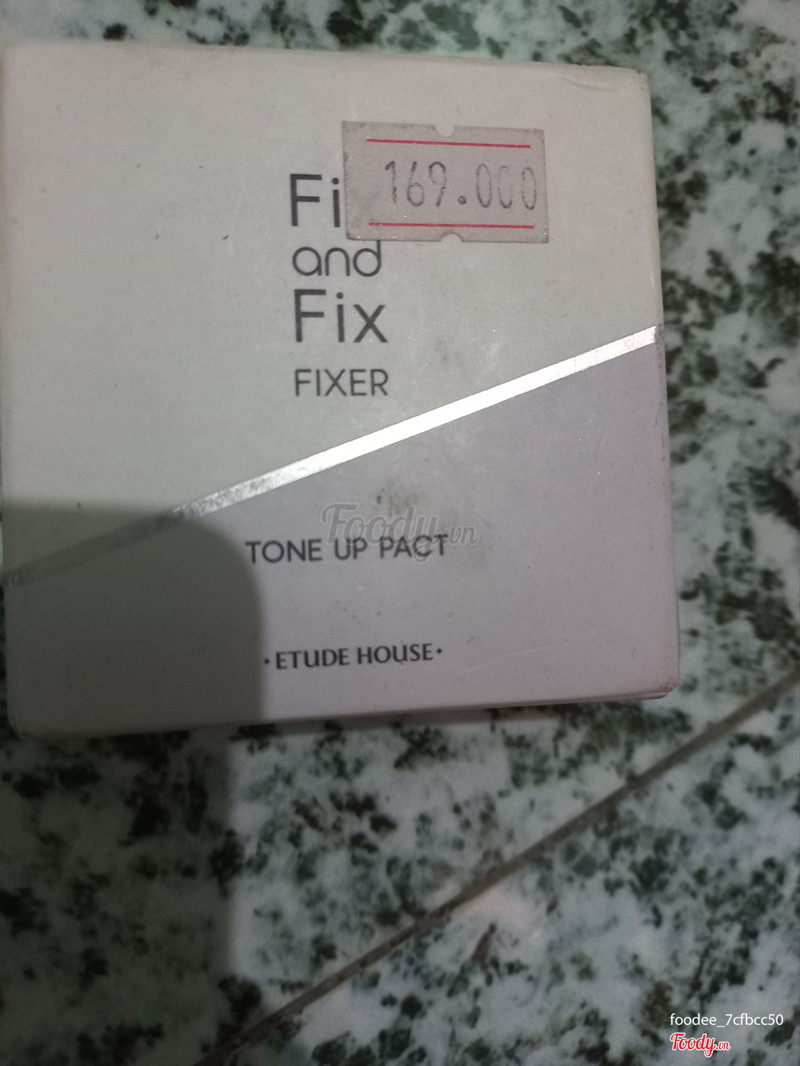 169.000
Fi
and
Fix
FIXER
TONE UP PACT
Foody.vn
·ETUDE HOUSE·
foodee_7cfbcc50
Foody.vn